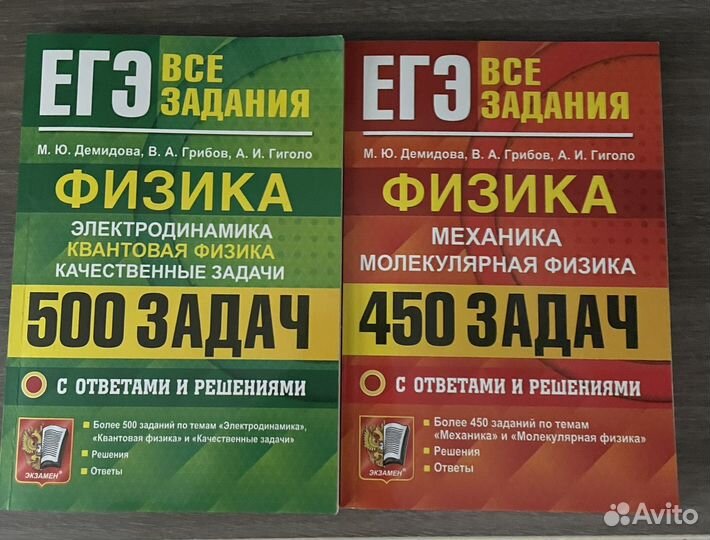 ЕГЭ
ВСЕ
ЗАДАНИЯ
М. Ю. Демидова, В. А. Грибов, А. И. Гиголо
ФИЗИКА
ЭЛЕКТРОДИНАМИКА
КВАНТОВАЯ ФИЗИКА
КАЧЕСТВЕННЫЕ ЗАДАЧИ
500 ЗАДАЧ
С ОТВЕТАМИ И РЕШЕНИЯМИ
Более 500 заданий по темам «Электродинамика»,
«Квантовая физика» и «Качественные задачи»
Решения
Ответы
ЭКЗАМЕН®
ЕГЭ
ВСЕ
ЗАДАНИЯ
М. Ю. Демидова, В. А. Грибов, А. И. Гиголо
ФИЗИКА
МЕХАНИКА
МОЛЕКУЛЯРНАЯ ФИЗИКА
450 ЗАДАЧ
С ОТВЕТАМИ И РЕШЕНИЯМИ
Более 450 заданий по темам
«Механика» и «Молекулярная физика»
Решения
Ответы
ЭКЗАМЕН®
Avito